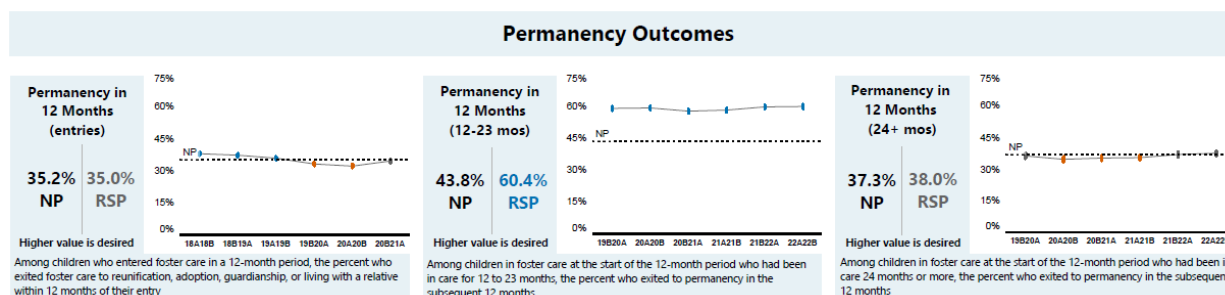 Permanency Outcomes
Permanency in
12 Months
(entries)
35.2% 35.0%
NP RSP
Higher value is desired
75%
60%
45%
NP
30%
15%
0%
18A18B 18B19A 19A19B 19B20A 20A20B 20B21A
Among children who entered foster care in a 12-month period, the percent who
exited foster care to reunification, adoption, guardianship, or living with a relative
within 12 months of their entry
Permanency in
12 Months
(12-23 mos)
43.8% 60.4%
NP RSP
Higher value is desired
75%
60%
45%
NP
30%
15%
0%
19B20A 20A20B 20B21A 21A21B 21B22A 22A22B
Among children in foster care at the start of the 12-month period who had been
in care for 12 to 23 months, the percent who exited to permanency in the
subsequent 12 months
Permanency in
12 Months
(24+ mos)
37.3% 38.0%
NP RSP
Higher value is desired
75%
60%
45%
NP
30%
15%
0%
19B20A 20A20B 20B21A 21A21B 21B22A 22A22
Among children in foster care at the start of the 12-month period who had been i
care 24 months or more, the percent who exited to permanency in the subsequen
12 months